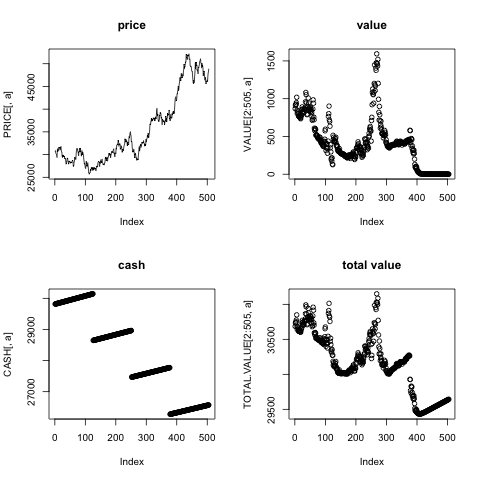 price
PRICE[, a]
25000 35000 45000
0 100 200 300 400 500
Index
value
VALUE[2:505, a]
0 500 1000 1500
0 100 200 300 400 500
Index
cash
CASH[, a]
27000 29000
0 100 200 300 400 500
Index
total value
TOTAL.VALUE[2:505, a]
29500 30500
0 100 200 300 400 500
Index